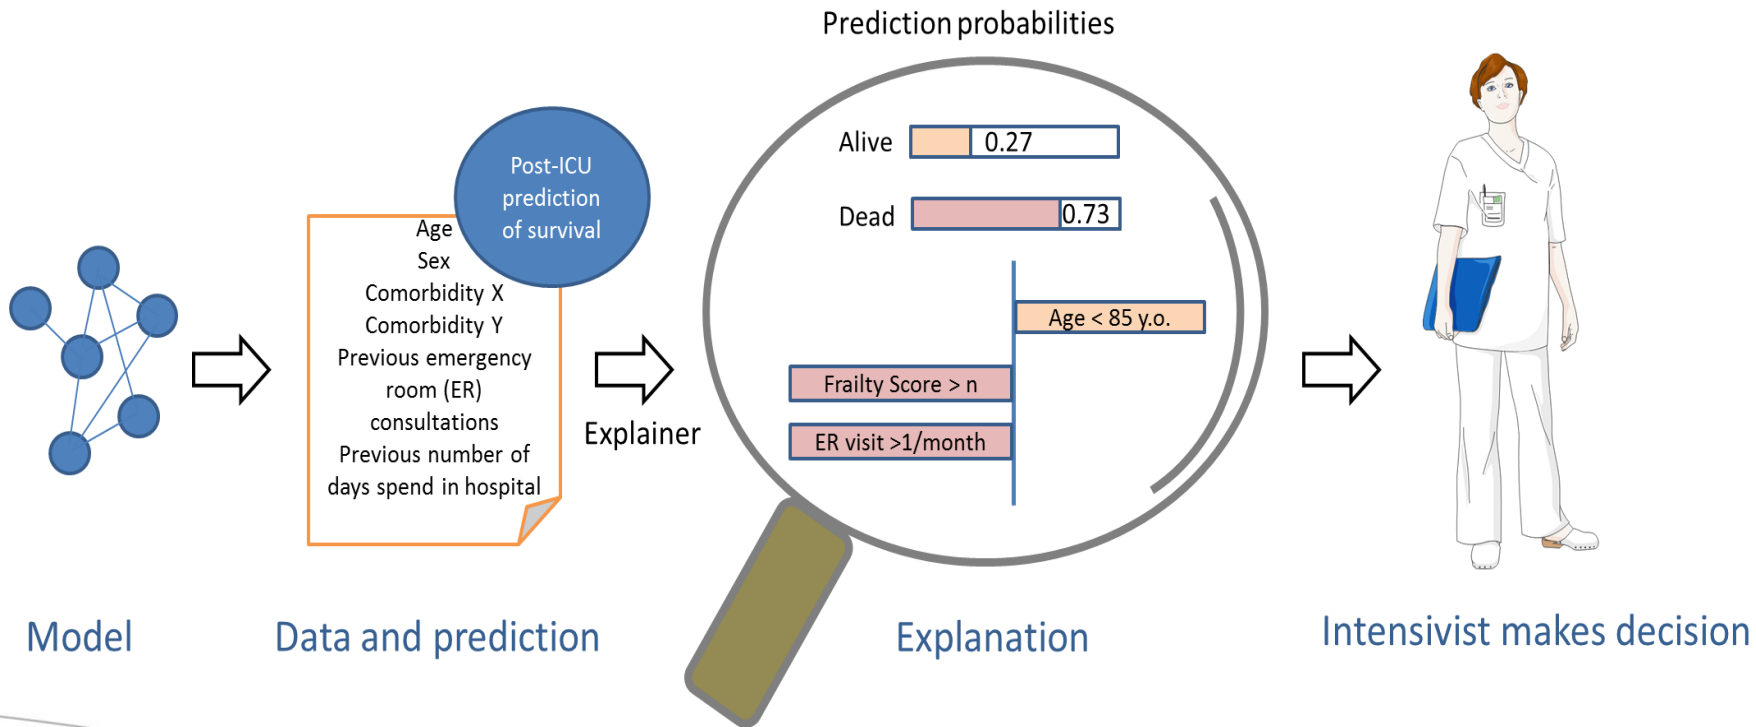 Prediction probabilities
Post-ICU
prediction
of survival
Age
Sex
Comorbidity X
Comorbidity Y
Previous emergency
room (ER)
consultations
Previous number of
days spend in hospital
Explainer
Alive 0.27
Dead 0.73
Age < 85 y.o.
Frailty Score > n
ER visit >1/month
Model
Data and prediction
Explanation
Intensivist makes decision